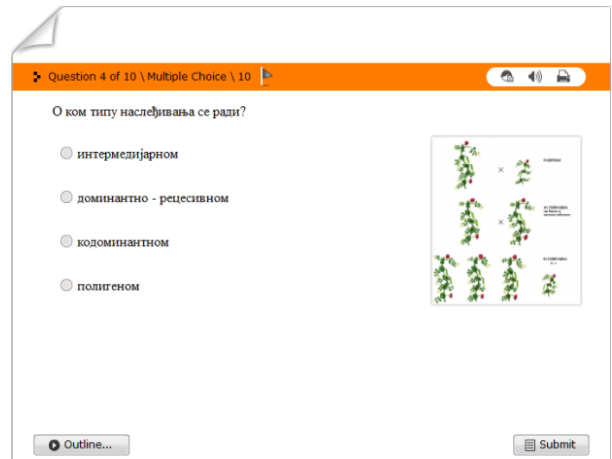 Question 4 of 10 \ Multiple Choice \ 10
О ком типу наслеђивања се ради?
интермедијарном
доминантно - рецесивном
кодоминантном
полигеном
Outline...
Submit